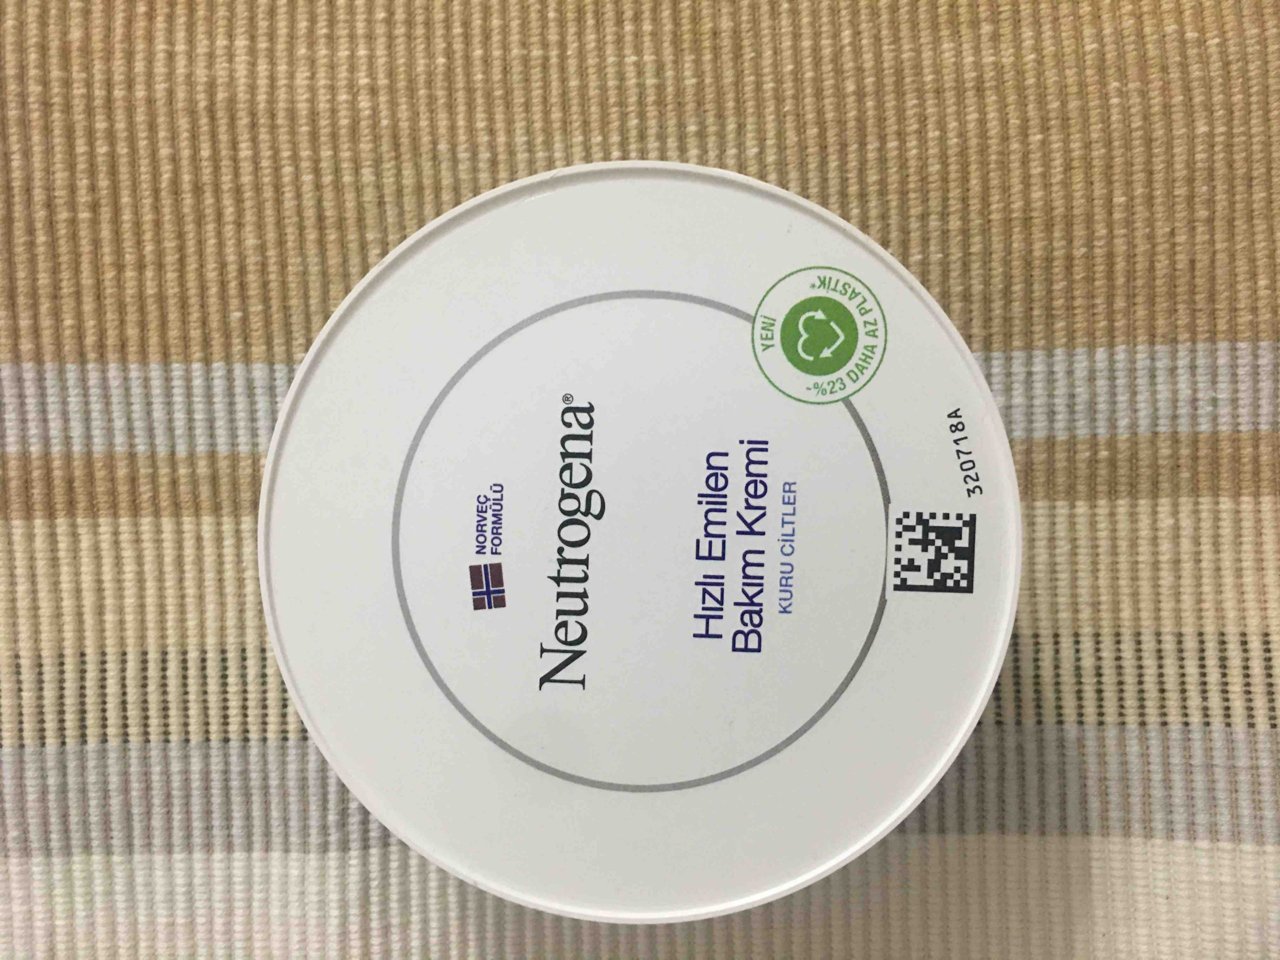 NORVEÇ
FORMÜLÜ
Neutrogena®
Hızlı Emilen
Bakım Kremi
KURU CİLTLER
YENİ
-%23 DAHA AZ PLASTİK*
320718A